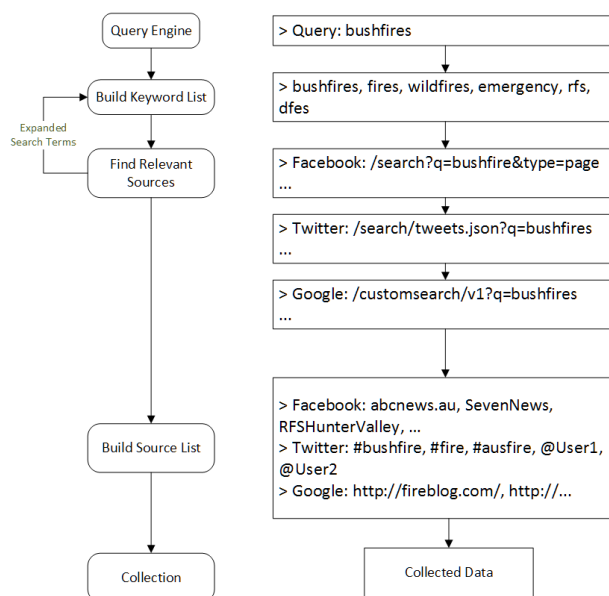 Query Engine
Build Keyword List
Expanded
Search Terms
Find Relevant
Sources
Build Source List
Collection
> Query: bushfires
> bushfires, fires, wildfires, emergency, rfs,
dfes
> Facebook: /search?q=bushfire&type=page
...
> Twitter: /search/tweets.json?q=bushfires
...
> Google: /customsearch/v1?q=bushfires
...
> Facebook: abcnews.au, SevenNews,
RFSHunterValley, ...
> Twitter: #bushfire, #fire, #ausfire, @User1,
@User2
> Google: http://fireblog.com/, http://...
Collected Data